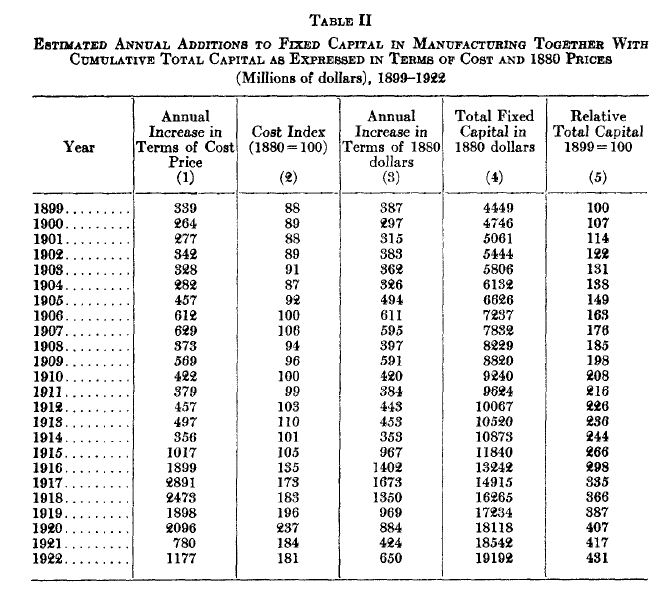 TABLE II
ESTIMATED ANNUAL ADDITIONS TO FIXED CAPITAL IN MANUFACTURING TOGETHER WITH
CUMULATIVE TOTAL CAPITAL AS EXPRESSED IN TERMS OF COST AND 1880 PRICES
(Millions of dollars), 1899–1922
Year | Annual Increase in Terms of Cost Price (1) | Cost Index (1880=100) (2) | Annual Increase in Terms of 1880 dollars (3) | Total Fixed Capital in 1880 dollars (4) | Relative Total Capital 1899=100 (5)
1899......... 339 88 387 4449 100
1900......... 264 89 297 4746 107
1901......... 277 88 315 5061 114
1902......... 342 89 383 5444 122
1903......... 328 91 362 5806 131
1904......... 282 87 326 6132 138
1905......... 457 92 494 6626 149
1906......... 612 100 611 7237 163
1907......... 629 106 595 7832 176
1908......... 373 94 397 8229 185
1909......... 569 96 591 8820 198
1910......... 422 100 420 9240 208
1911......... 379 99 384 9624 216
1912......... 457 103 443 10067 226
1913......... 497 110 453 10520 236
1914......... 356 101 353 10873 244
1915......... 1017 105 967 11840 266
1916......... 1899 135 1402 13242 298
1917......... 2891 173 1673 14915 335
1918......... 2473 183 1350 16265 366
1919......... 1898 196 969 17234 387
1920......... 2096 237 884 18118 407
1921......... 780 184 424 18542 417
1922......... 1177 181 650 19192 431